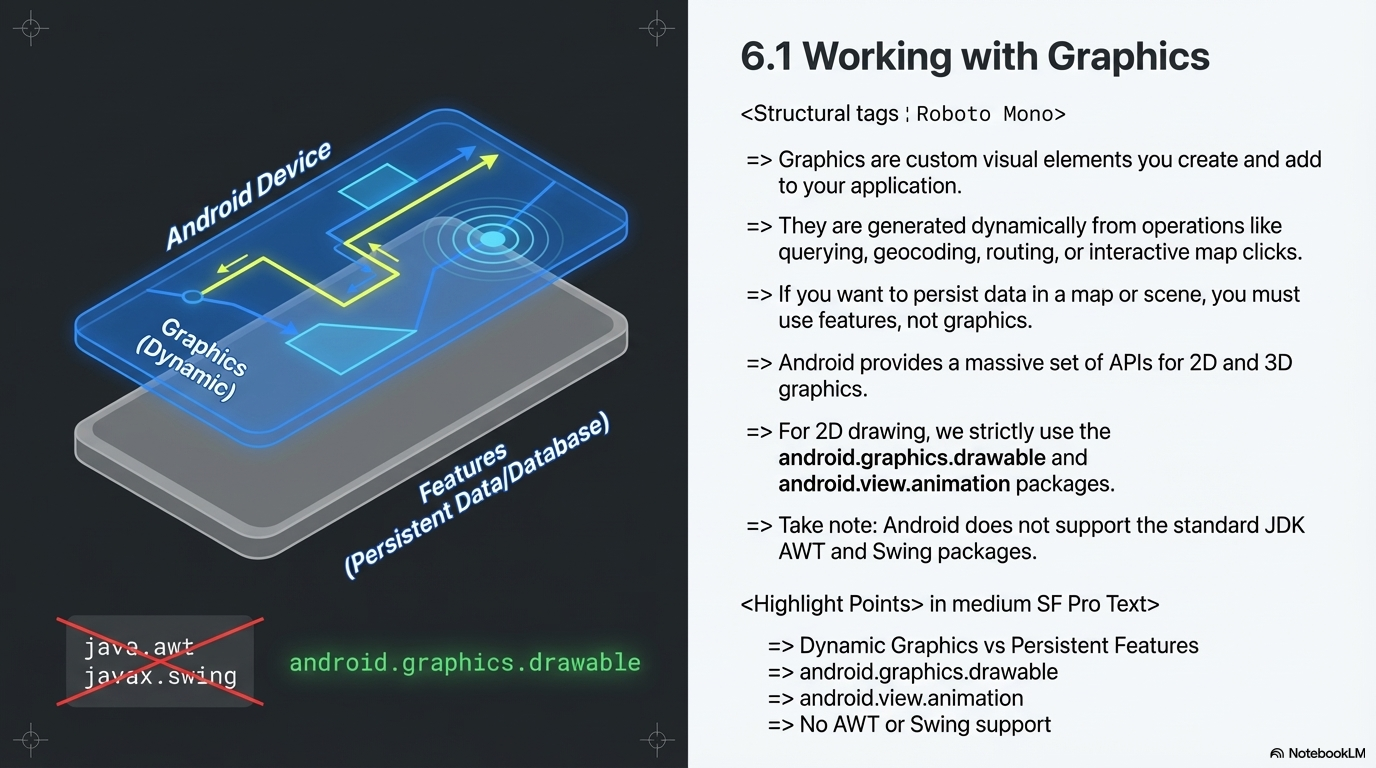 Android Device
Graphics
(Dynamic)
Features
(Persistent Data/Database)
java.awt
javax.swing
android.graphics.drawable
6.1 Working with Graphics
<Structural tags ¦ Roboto Mono>
=> Graphics are custom visual elements you create and add
to your application.
=> They are generated dynamically from operations like
querying, geocoding, routing, or interactive map clicks.
=> If you want to persist data in a map or scene, you must
use features, not graphics.
=> Android provides a massive set of APIs for 2D and 3D
graphics.
=> For 2D drawing, we strictly use the
android.graphics.drawable and
android.view.animation packages.
=> Take note: Android does not support the standard JDK
AWT and Swing packages.
<Highlight Points> in medium SF Pro Text>
=> Dynamic Graphics vs Persistent Features
=> android.graphics.drawable
=> android.view.animation
=> No AWT or Swing support
NotebookLM